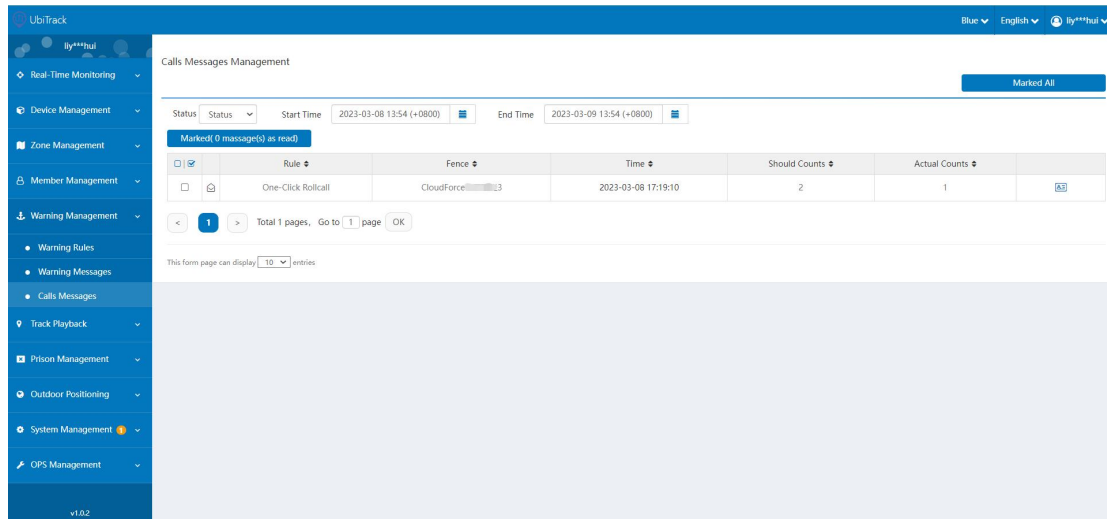 UbiTrack
Blue English liy***hui
liy***hui
Real-Time Monitoring
Device Management
Zone Management
Member Management
Warning Management
Warning Rules
Warning Messages
Calls Messages
Track Playback
Prison Management
Outdoor Positioning
System Management 1
OPS Management
v1.0.2
Calls Messages Management
Marked All
Status Status Start Time 2023-03-08 13:54 (+0800) End Time 2023-03-09 13:54 (+0800)
Marked( 0 massage(s) as read)
Rule Fence Time Should Counts Actual Counts
One-Click Rollcall CloudForce 3 2023-03-08 17:19:10 2 1
< 1 > Total 1 pages, Go to 1 page OK
This form page can display 10 entries